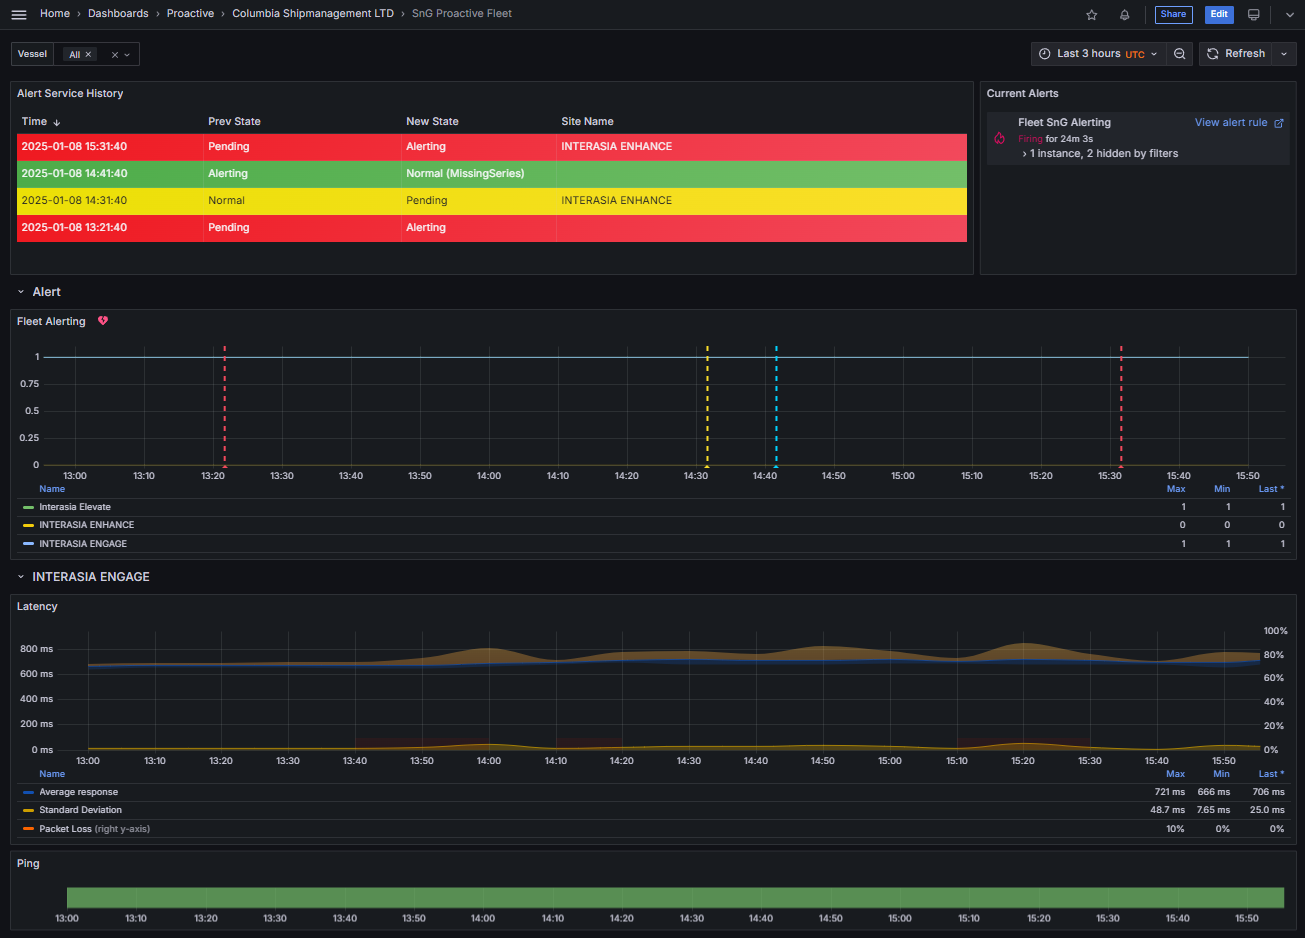 Home › Dashboards › Proactive › Columbia Shipmanagement LTD › SnG Proactive Fleet
Share
Edit
Vessel
All
Last 3 hours UTC
Refresh
Alert Service History
Time Prev State New State Site Name
2025-01-08 15:31:40 Pending Alerting INTERASIA ENHANCE
2025-01-08 14:41:40 Alerting Normal (MissingSeries)
2025-01-08 14:31:40 Normal Pending INTERASIA ENHANCE
2025-01-08 13:21:40 Pending Alerting
Current Alerts
Fleet SnG Alerting View alert rule
Firing for 24m 3s
› 1 instance, 2 hidden by filters
Alert
Fleet Alerting
1
0.75
0.5
0.25
0
13:00 13:10 13:20 13:30 13:40 13:50 14:00 14:10 14:20 14:30 14:40 14:50 15:00 15:10 15:20 15:30 15:40 15:50
Name Max Min Last *
Interasia Elevate 1 1 1
INTERASIA ENHANCE 0 0 0
INTERASIA ENGAGE 1 1 1
INTERASIA ENGAGE
Latency
100%
800 ms 80%
600 ms 60%
400 ms 40%
200 ms 20%
0 ms 0%
13:00 13:10 13:20 13:30 13:40 13:50 14:00 14:10 14:20 14:30 14:40 14:50 15:00 15:10 15:20 15:30 15:40 15:50
Name Max Min Last *
Average response 721 ms 666 ms 706 ms
Standard Deviation 48.7 ms 7.65 ms 25.0 ms
Packet Loss (right y-axis) 10% 0% 0%
Ping
13:00 13:10 13:20 13:30 13:40 13:50 14:00 14:10 14:20 14:30 14:40 14:50 15:00 15:10 15:20 15:30 15:40 15:50